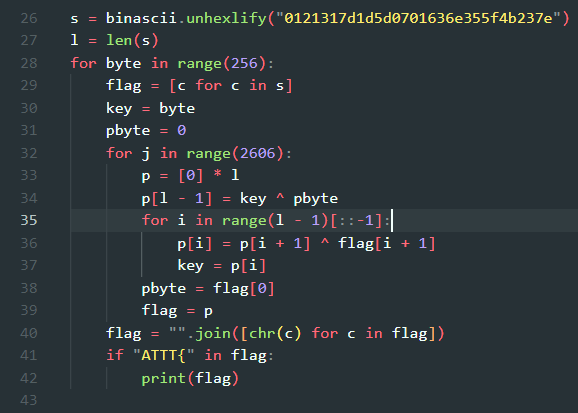 26 s = binascii.unhexlify("0121317d1d5d0701636e355f4b237e")
27 l = len(s)
28 for byte in range(256):
29     flag = [c for c in s]
30     key = byte
31     pbyte = 0
32     for j in range(2606):
33         p = [0] * l
34         p[l - 1] = key ^ pbyte
35         for i in range(l - 1)[::-1]:
36             p[i] = p[i + 1] ^ flag[i + 1]
37             key = p[i]
38         pbyte = flag[0]
39         flag = p
40     flag = "".join([chr(c) for c in flag])
41     if "ATTT{" in flag:
42         print(flag)
43